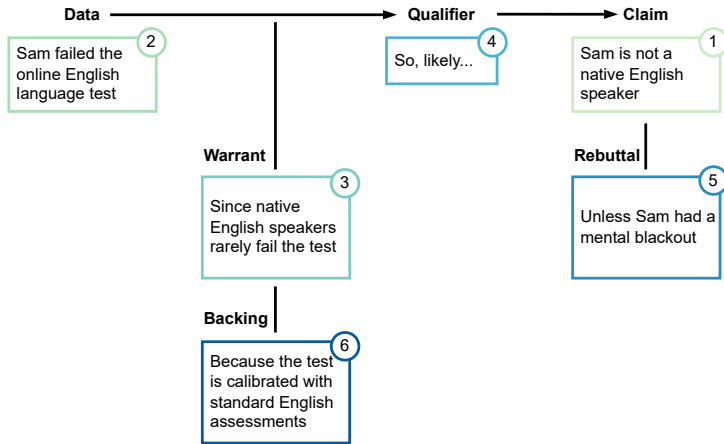 Data
Qualifier
Claim
2
Sam failed the
online English
language test
4
So, likely...
1
Sam is not a
native English
speaker
Warrant
3
Since native
English speakers
rarely fail the test
Rebuttal
5
Unless Sam had a
mental blackout
Backing
6
Because the test
is calibrated with
standard English
assessments